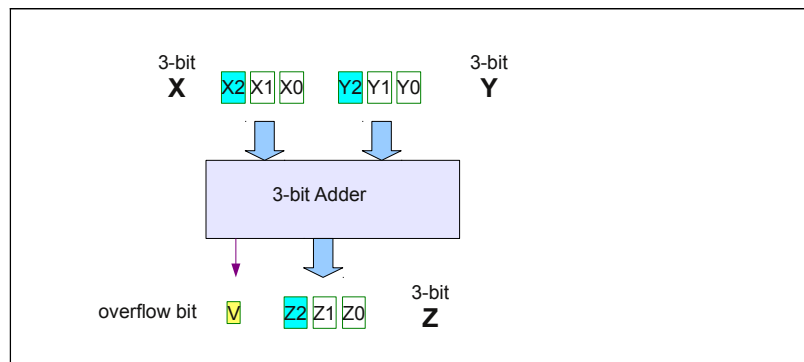 3-bit 3-bit
X X2 X1 X0 Y2 Y1 Y0 Y
3-bit Adder
3-bit
overflow bit V Z2 Z1 Z0 Z